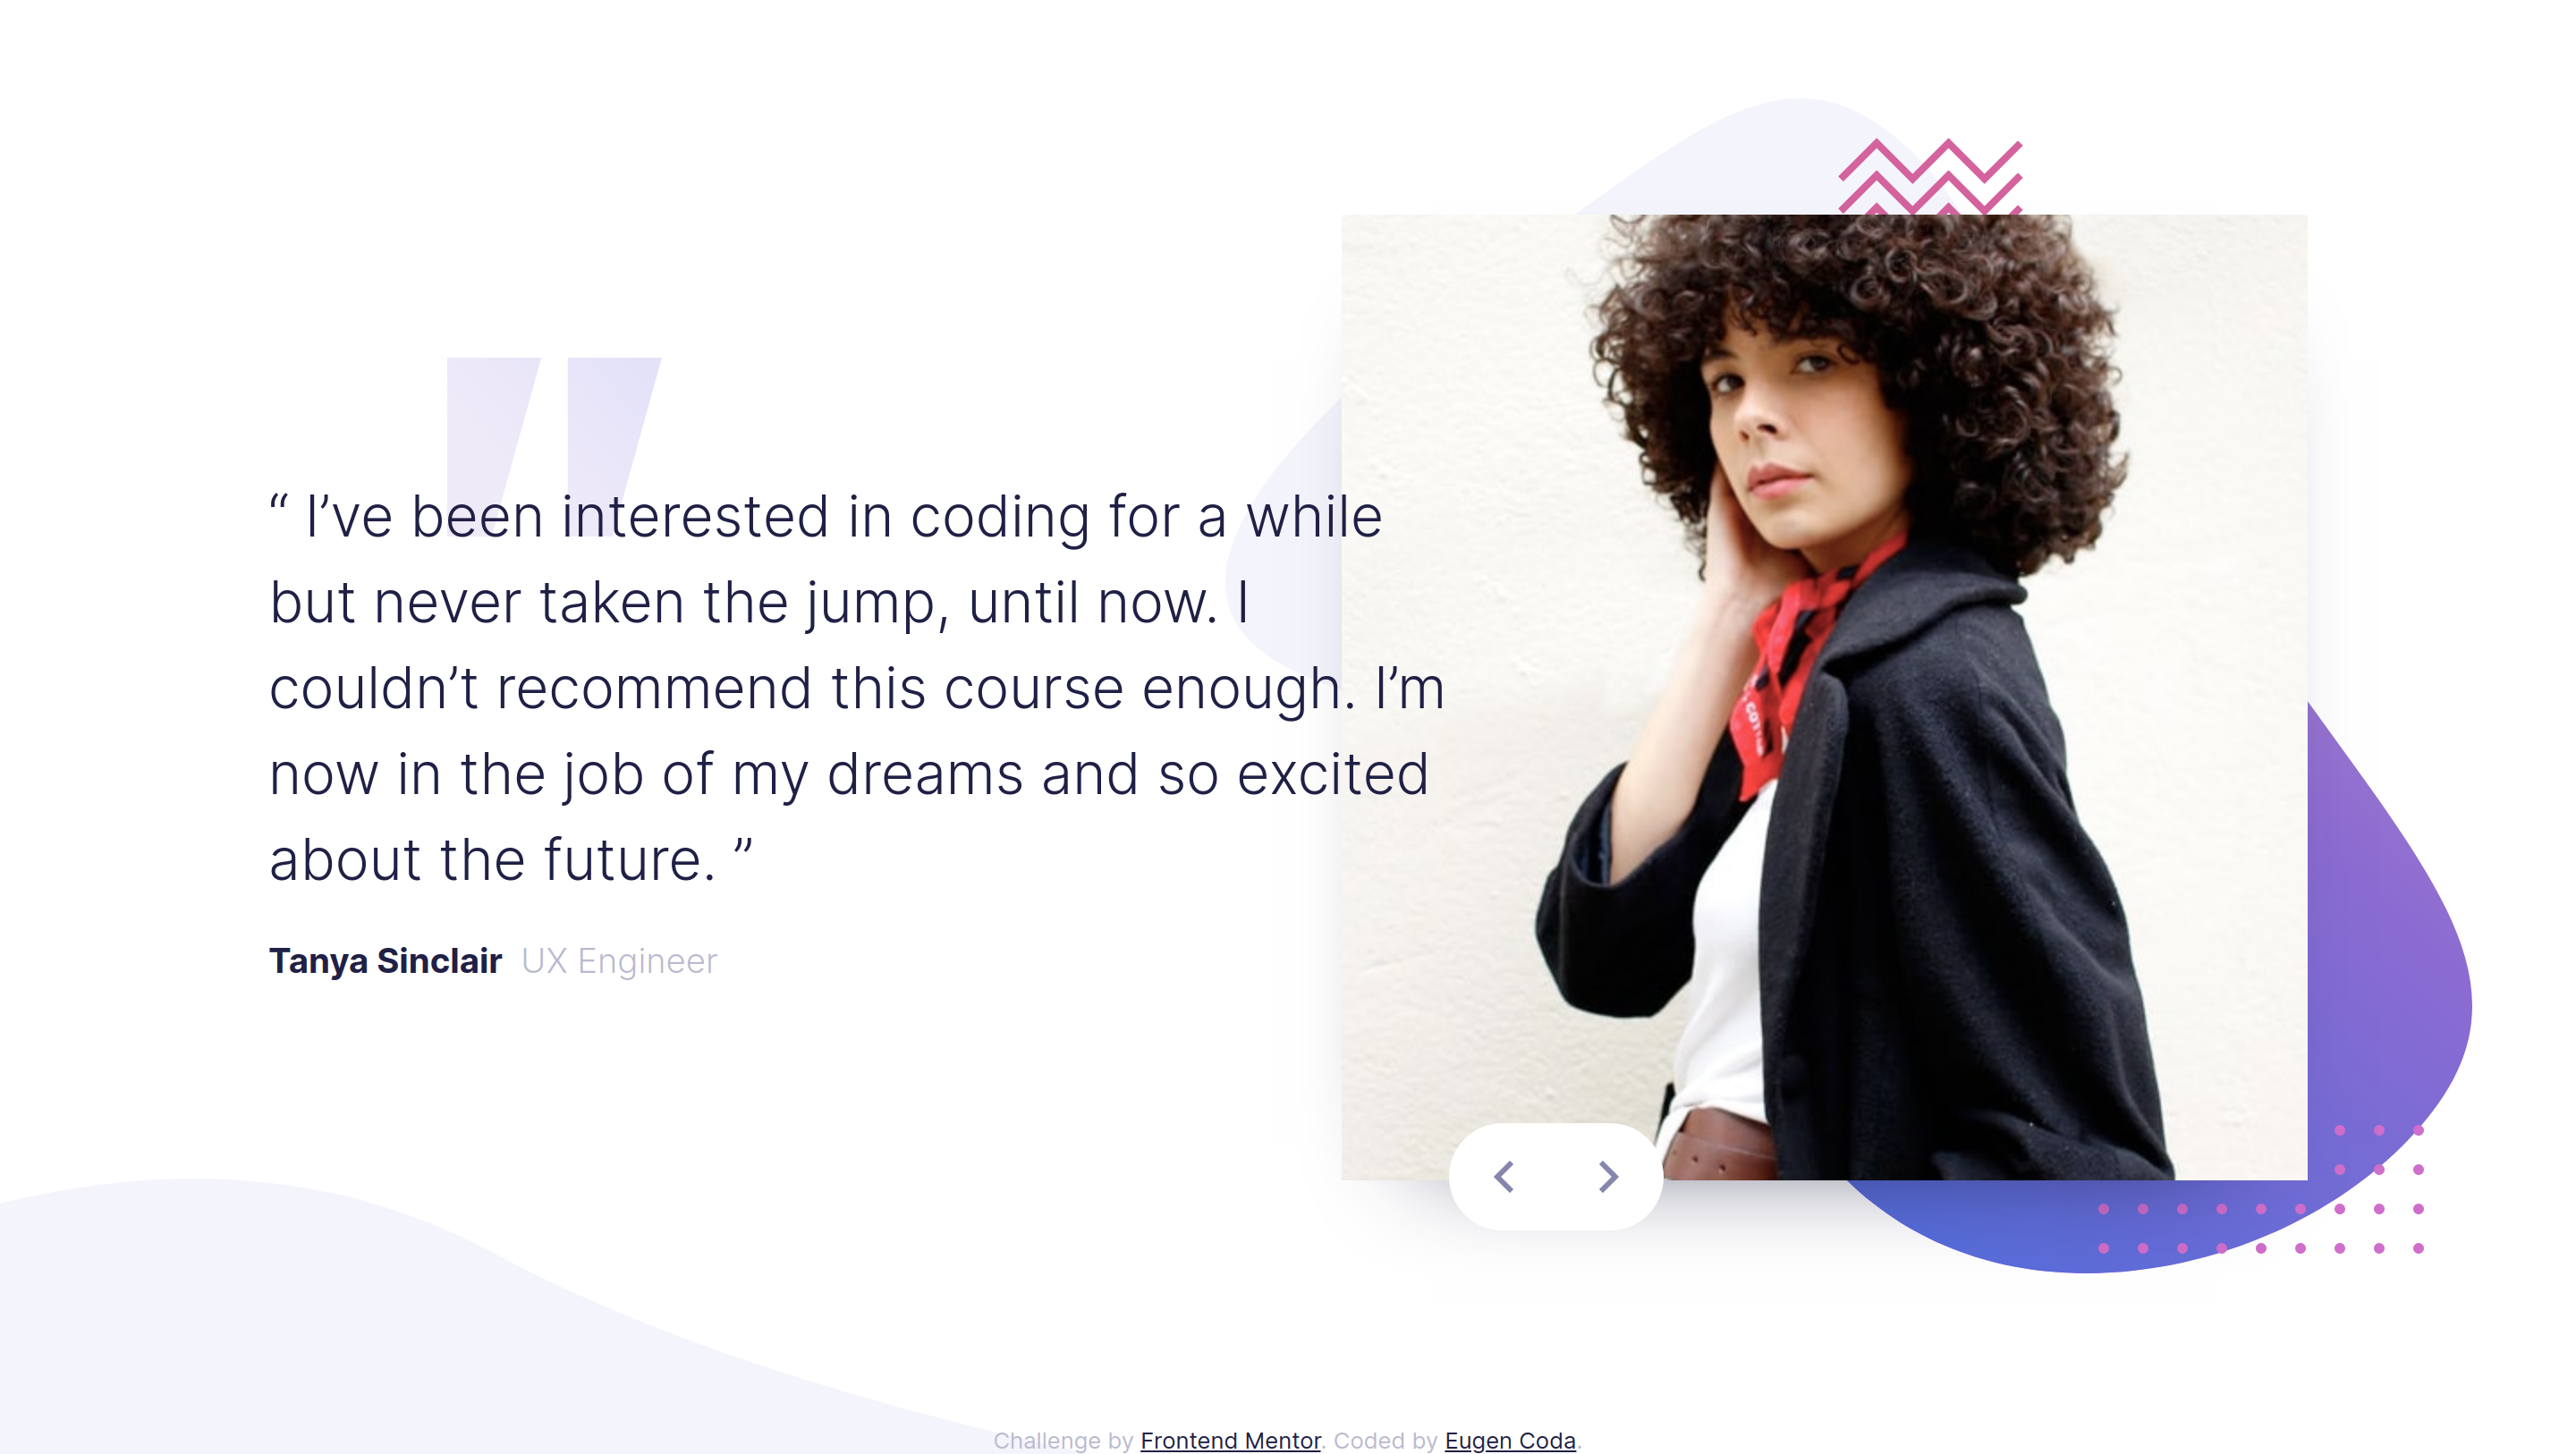 “ I’ve been interested in coding for a while
but never taken the jump, until now. I
couldn’t recommend this course enough. I’m
now in the job of my dreams and so excited
about the future. ”
Tanya Sinclair UX Engineer
Challenge by Frontend Mentor. Coded by Eugen Coda.